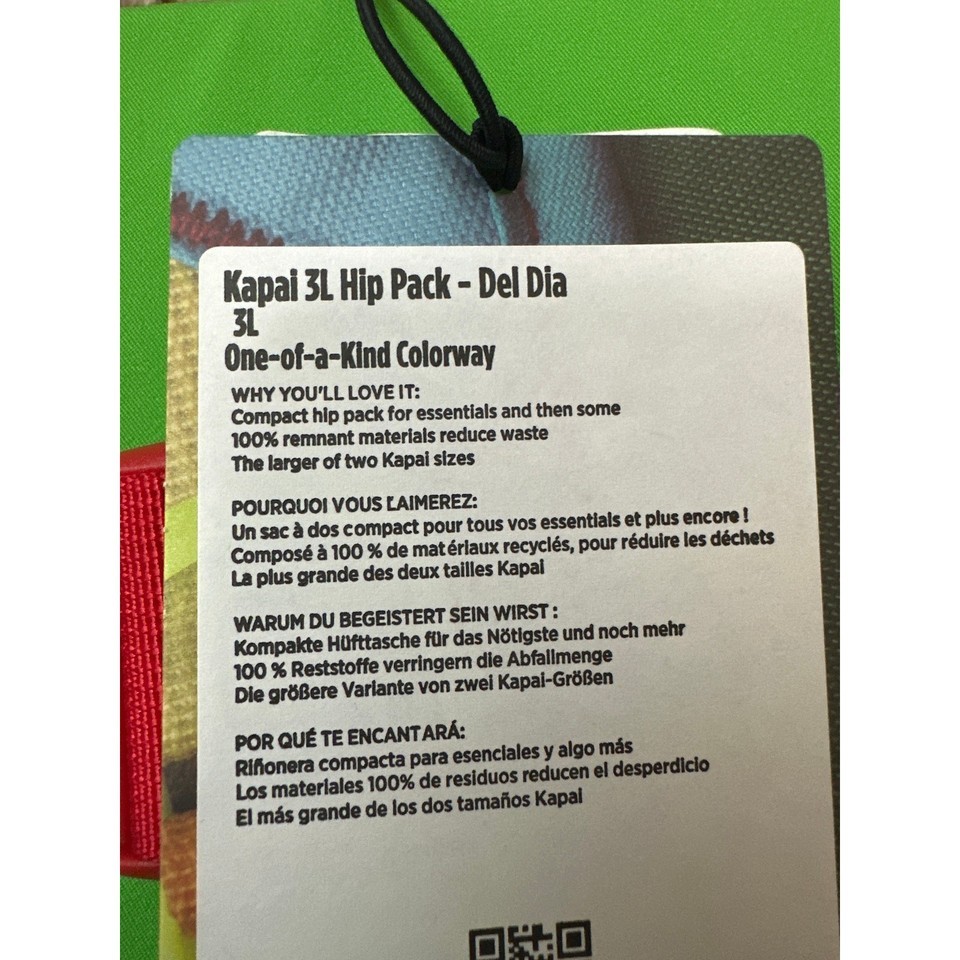 Kapai 3L Hip Pack - Del Dia
3L
One-of-a-Kind Colorway
WHY YOU'LL LOVE IT:
Compact hip pack for essentials and then some
100% remnant materials reduce waste
The larger of two Kapai sizes
POURQUOI VOUS L'AIMEREZ:
Un sac à dos compact pour tous vos essentials et plus encore !
Composé à 100 % de matériaux recyclés, pour réduire les déchets
La plus grande des deux tailles Kapai
WARUM DU BEGEISTERT SEIN WIRST :
Kompakte Hüfttasche für das Nötigste und noch mehr
100 % Reststoffe verringern die Abfallmenge
Die größere Variante von zwei Kapai-Größen
POR QUÉ TE ENCANTARÁ:
Riñonera compacta para esenciales y algo más
Los materiales 100% de residuos reducen el desperdicio
El más grande de los dos tamaños Kapai